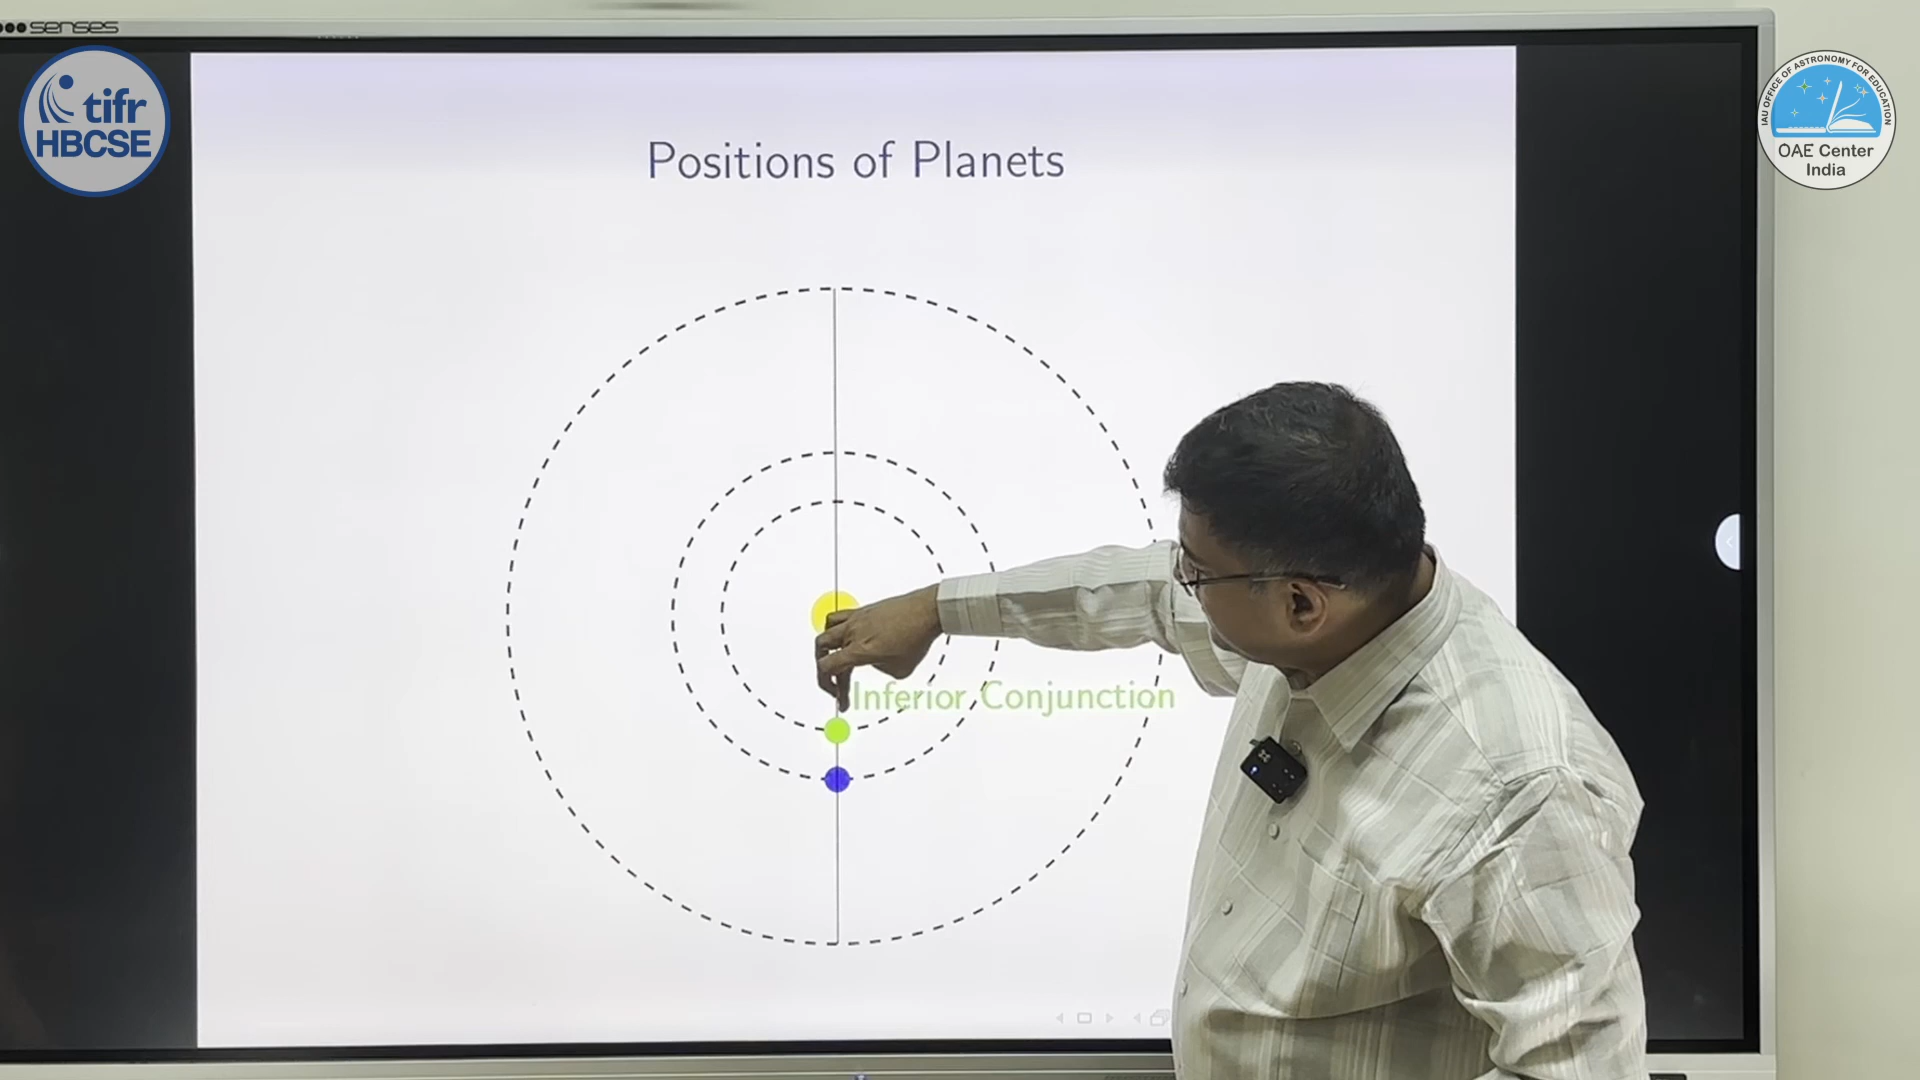 senses
tifr
HBCSE
IAU OFFICE OF ASTRONOMY FOR EDUCATION
OAE Center
India
Positions of Planets
Inferior Conjunction